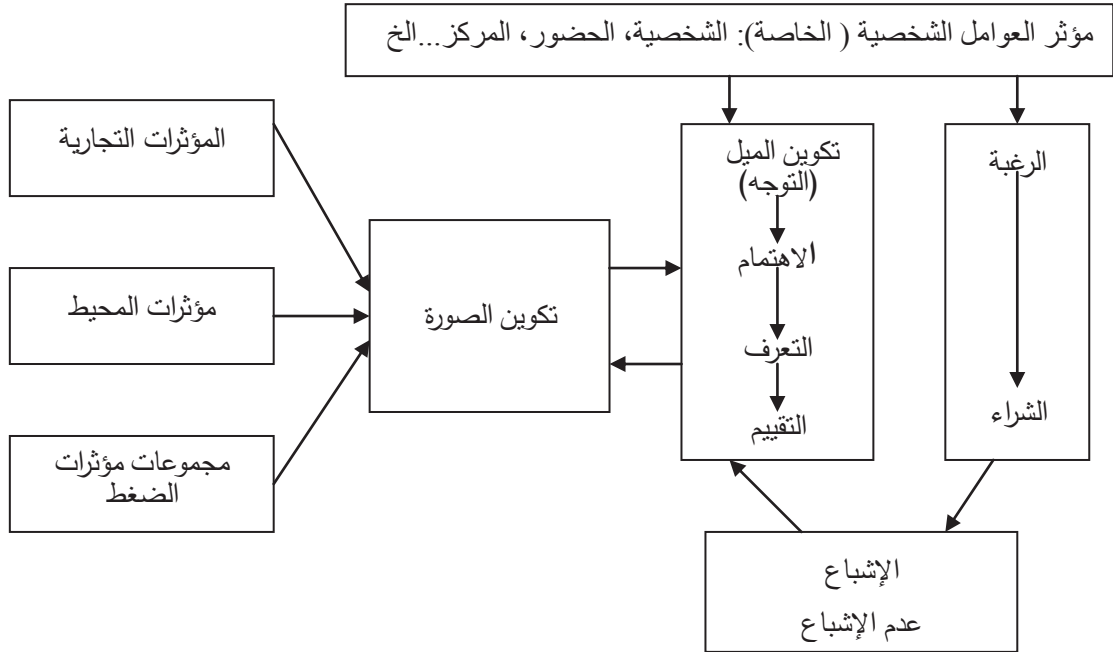 مؤثر العوامل الشخصية ( الخاصة): الشخصية، الحضور، المركز...الخ
الرغبة
الشراء
تكوين الميل
(التوجه)
الاهتمام
التعرف
التقييم
تكوين الصورة
المؤثرات التجارية
مؤثرات المحيط
مجموعات مؤثرات
الضغط
الإشباع
عدم الإشباع